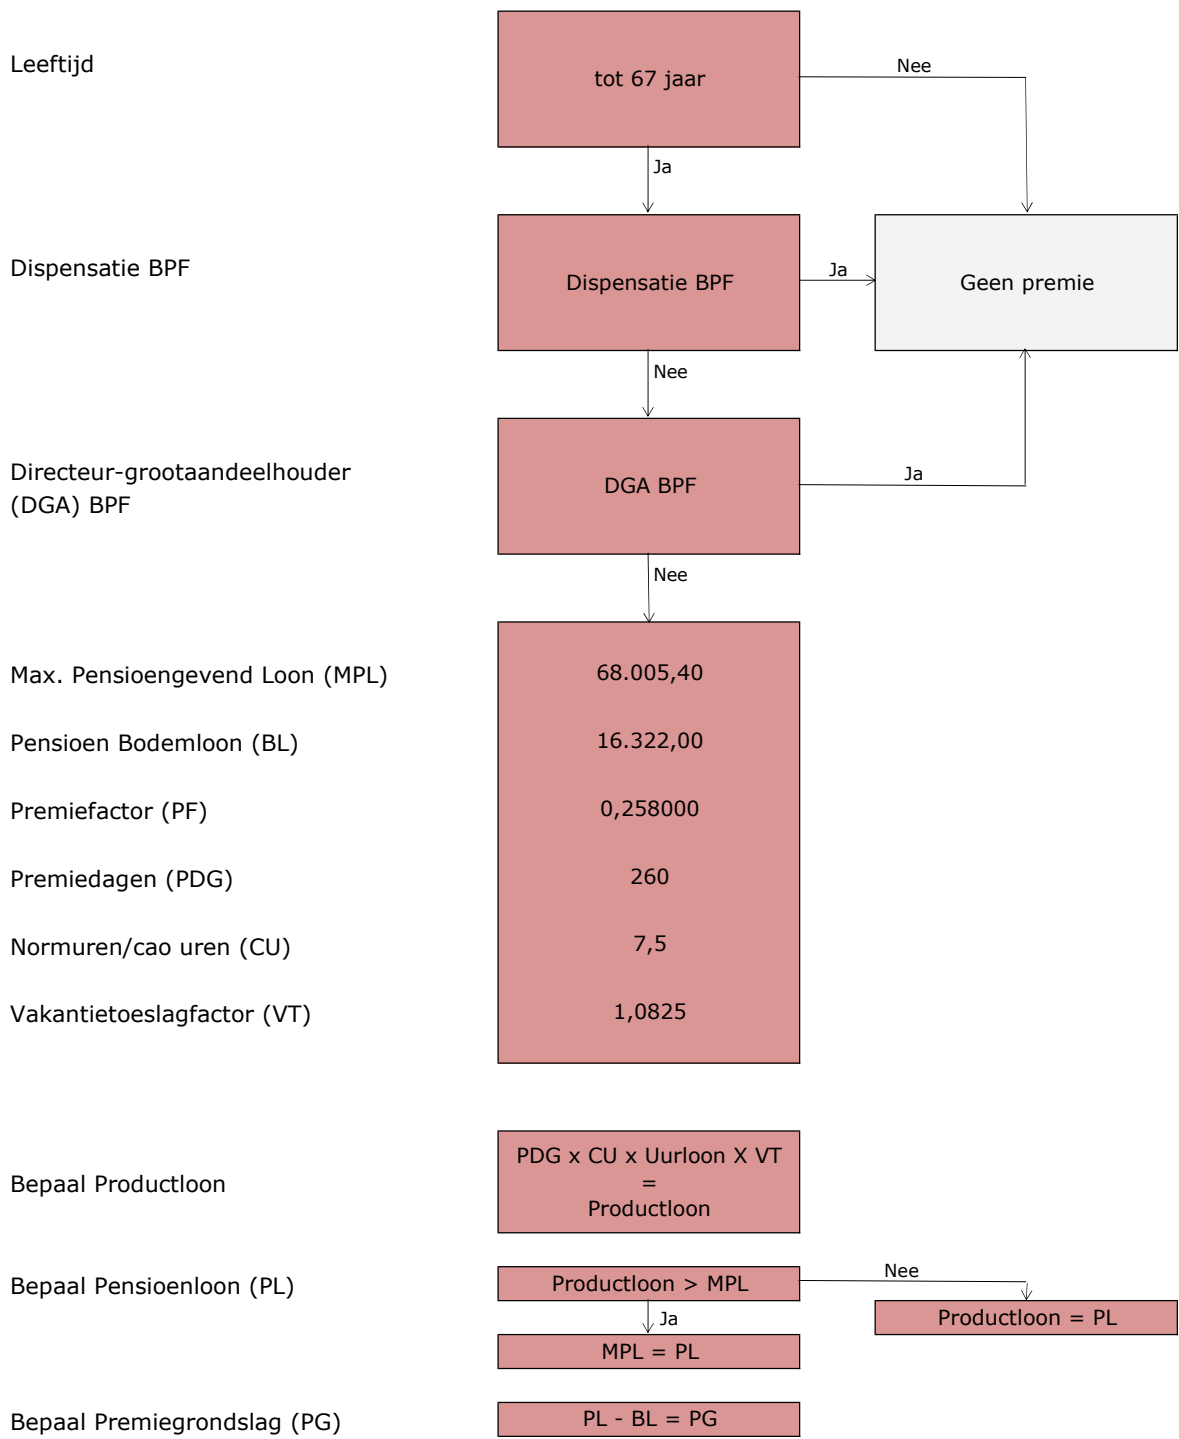 Leeftijd
tot 67 jaar
Nee
Ja
Dispensatie BPF
Dispensatie BPF
Ja
Geen premie
Nee
Directeur-grootaandeelhouder
(DGA) BPF
DGA BPF
Ja
Nee
Max. Pensioengevend Loon (MPL)
68.005,40
Pensioen Bodemloon (BL)
16.322,00
Premiefactor (PF)
0,258000
Premiedagen (PDG)
260
Normuren/cao uren (CU)
7,5
Vakantietoeslagfactor (VT)
1,0825
Bepaal Productloon
PDG x CU x Uurloon X VT
=
Productloon
Bepaal Pensioenloon (PL)
Productloon > MPL
Nee
Ja
Productloon = PL
MPL = PL
Bepaal Premiegrondslag (PG)
PL - BL = PG